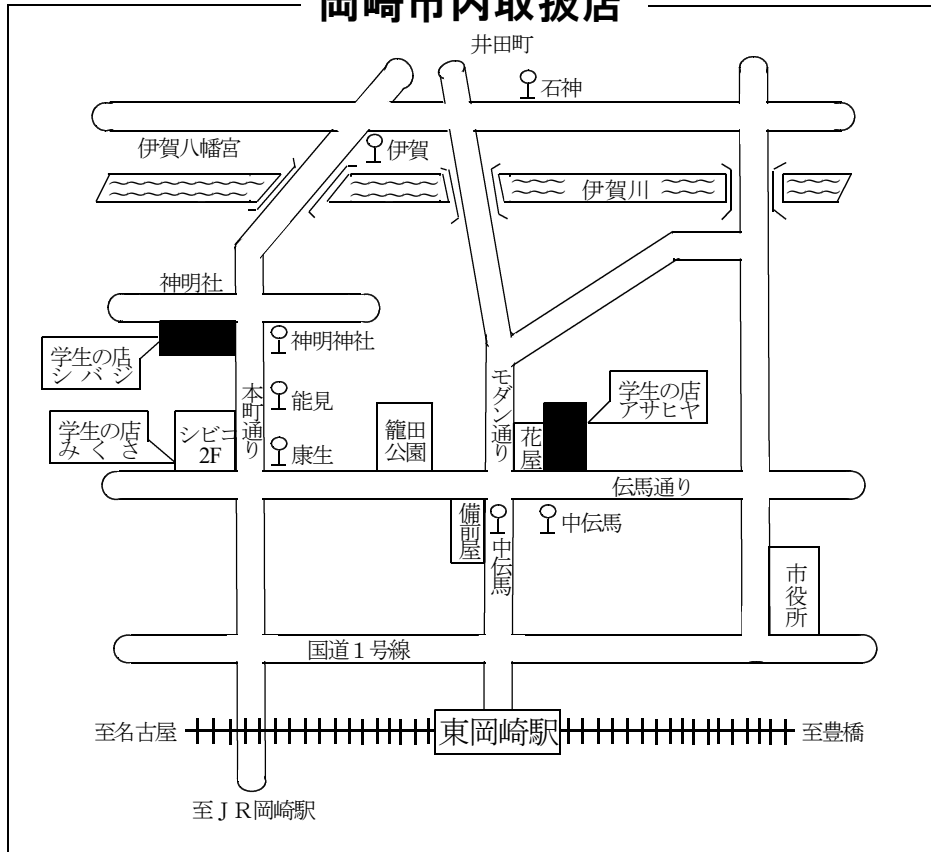 岡崎市内取扱店
井田町
石神
伊賀八幡宮
伊賀
伊賀川
神明社
神明神社
学生の店
シバジ
本町通り
能見
モダン通り
学生の店
アサヒヤ
学生の店
みくさ
シビコ
2F
康生
籠田
公園
花屋
伝馬通り
備前屋
中伝馬
中伝馬
市役所
国道１号線
至名古屋
東岡崎駅
至豊橋
至ＪＲ岡崎駅